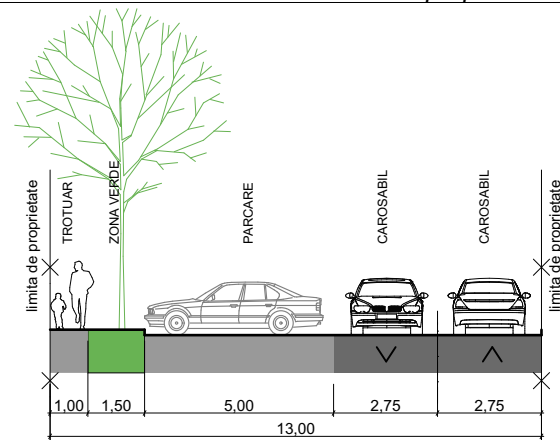 limita de proprietate
TROTUAR
ZONA VERDE
PARCARE
CAROSABIL
CAROSABIL
limita de proprietate
1,00
1,50
5,00
2,75
2,75
13,00